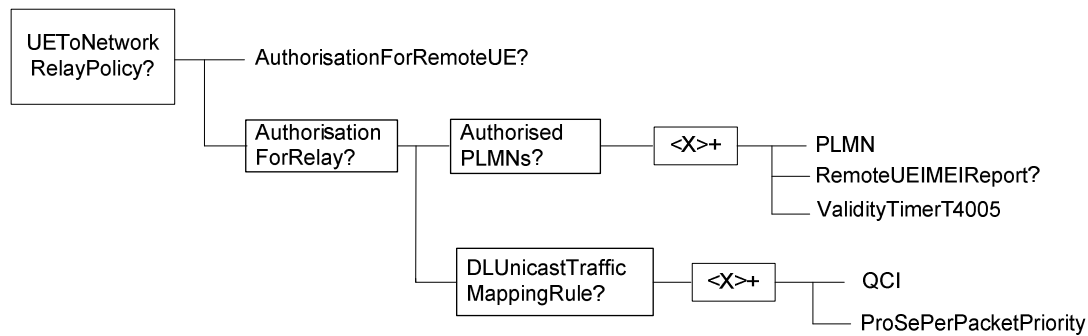 UEToNetwork
RelayPolicy?
AuthorisationForRemoteUE?
Authorisation
ForRelay?
Authorised
PLMNs?
<X>+
PLMN
RemoteUEIMEIReport?
ValidityTimerT4005
DLUnicastTraffic
MappingRule?
<X>+
QCI
ProSePerPacketPriority